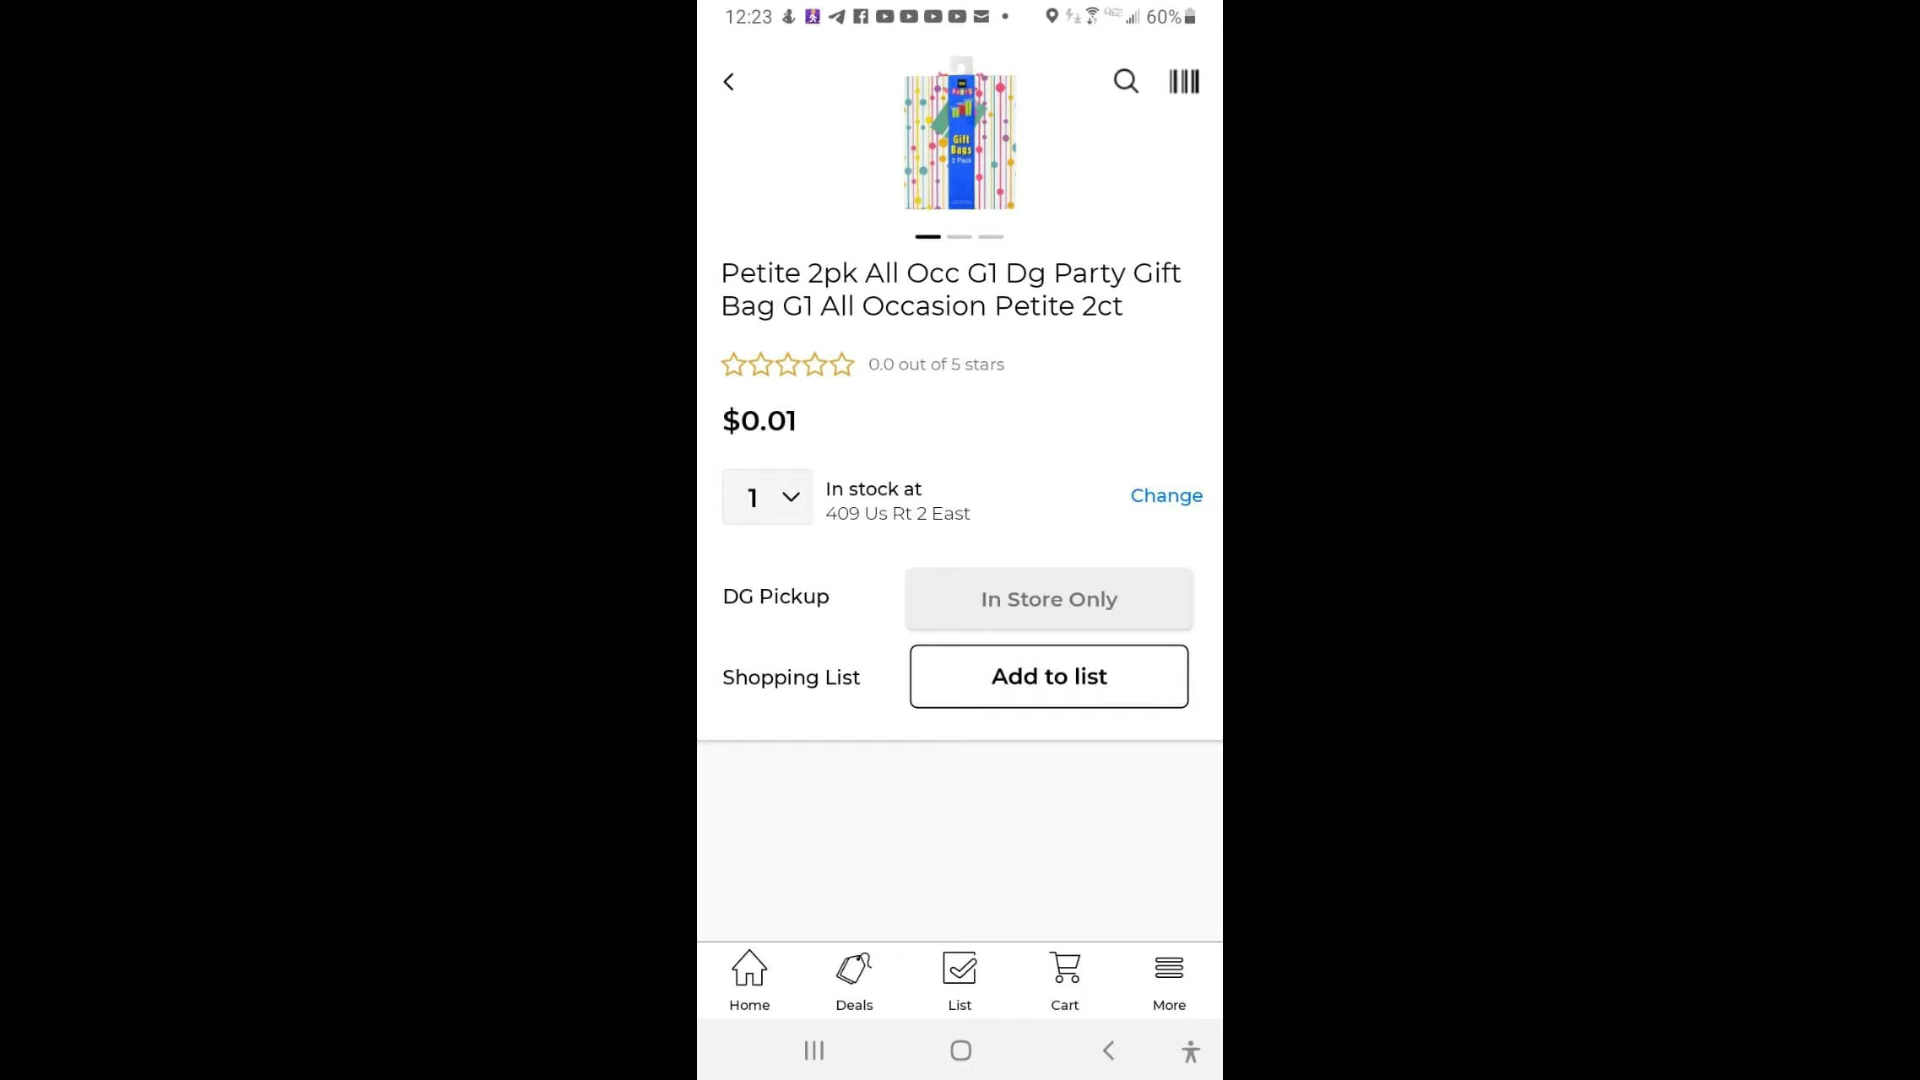 12:23
60%
Gift
Bags
2 Pack
Petite 2pk All Occ G1 Dg Party Gift
Bag G1 All Occasion Petite 2ct
0.0 out of 5 stars
$0.01
1
In stock at
409 Us Rt 2 East
Change
DG Pickup
In Store Only
Shopping List
Add to list
Home
Deals
List
Cart
More